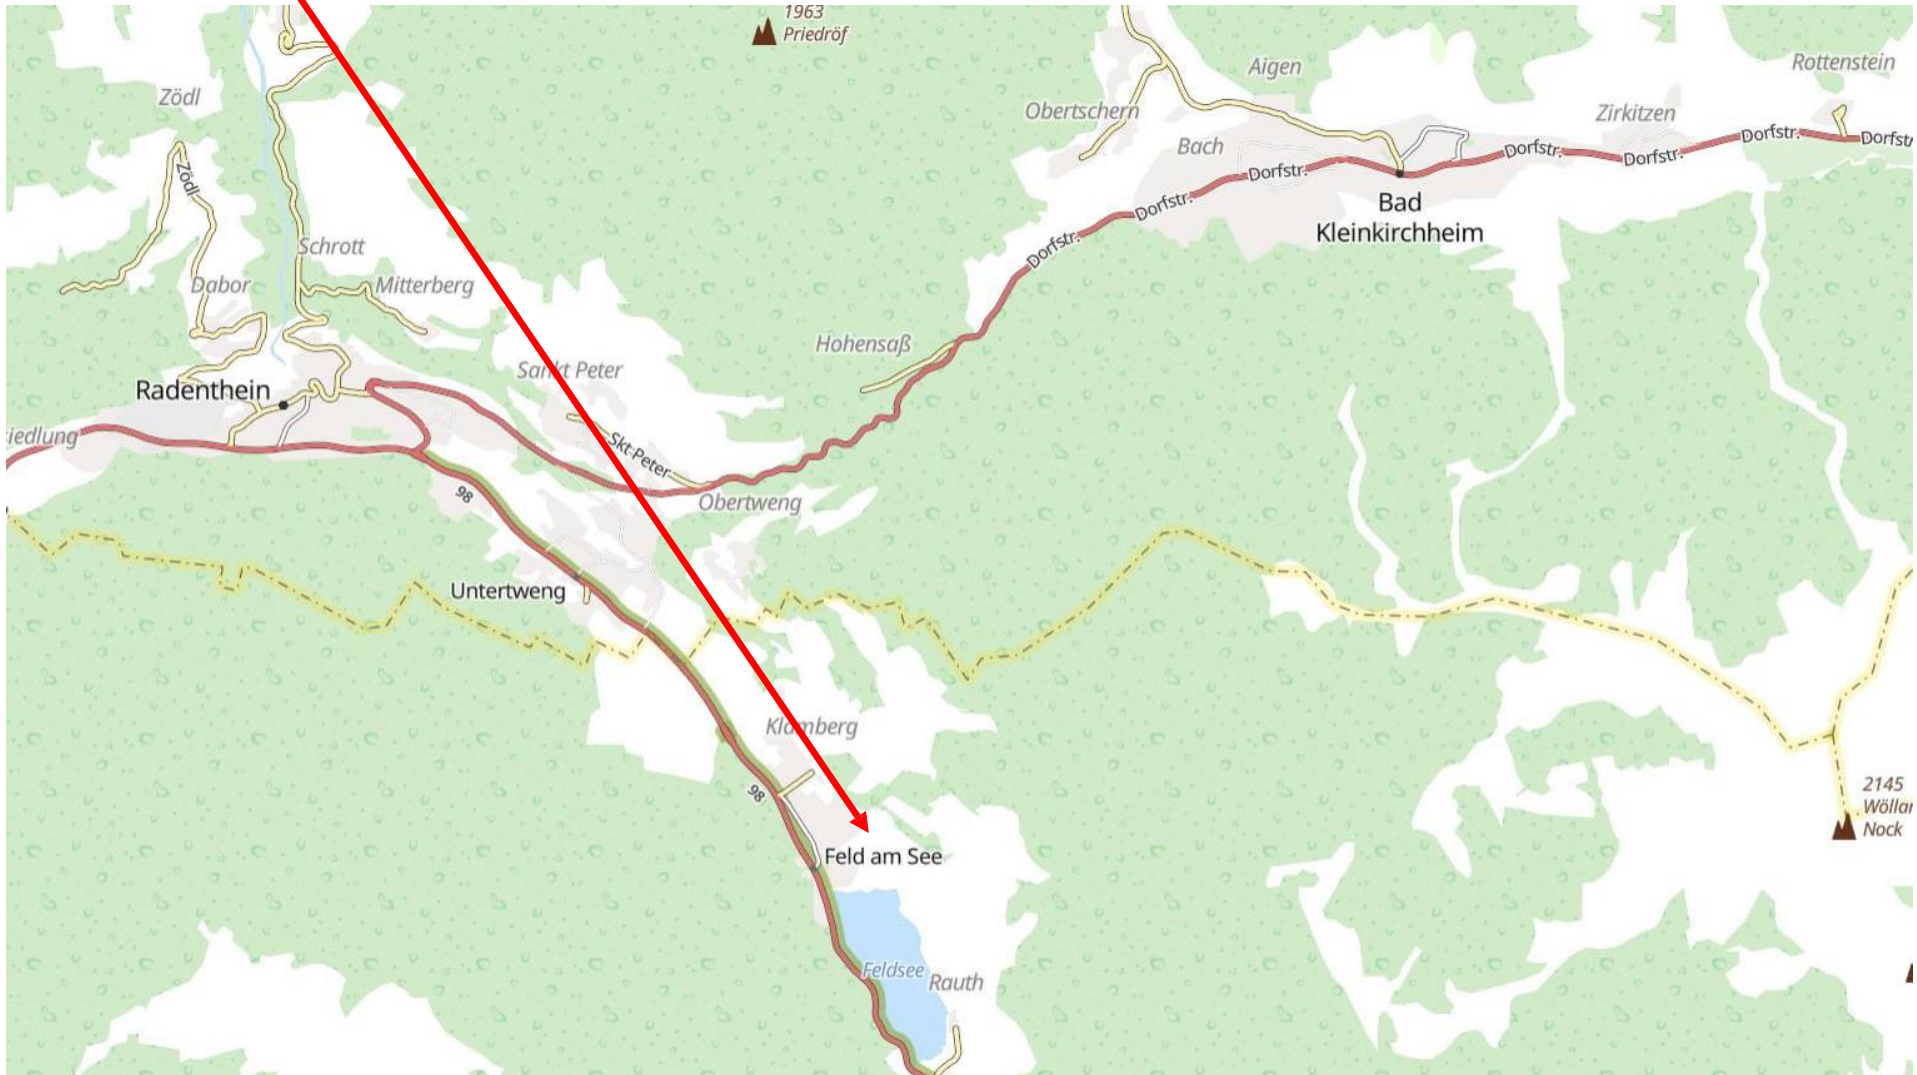 1963
Priedröf
Aigen
Rottenstein
Zödl
Obertschern
Zirkitzen
Bach
Dorfstr.
Dorfstr.
Dorfstr.
Dorfstr.
Dorfstr.
Dorfstr.
Dorfstr
Zödl
Bad
Kleinkirchheim
Schrott
Dabor
Mitterberg
Hohensaß
Sankt Peter
Radenthein
siedlung
Skt-Peter
98
Obertweng
Untertweng
Klamberg
98
2145
Wöllan
Nock
Feld am See
Feldsee
Rauth